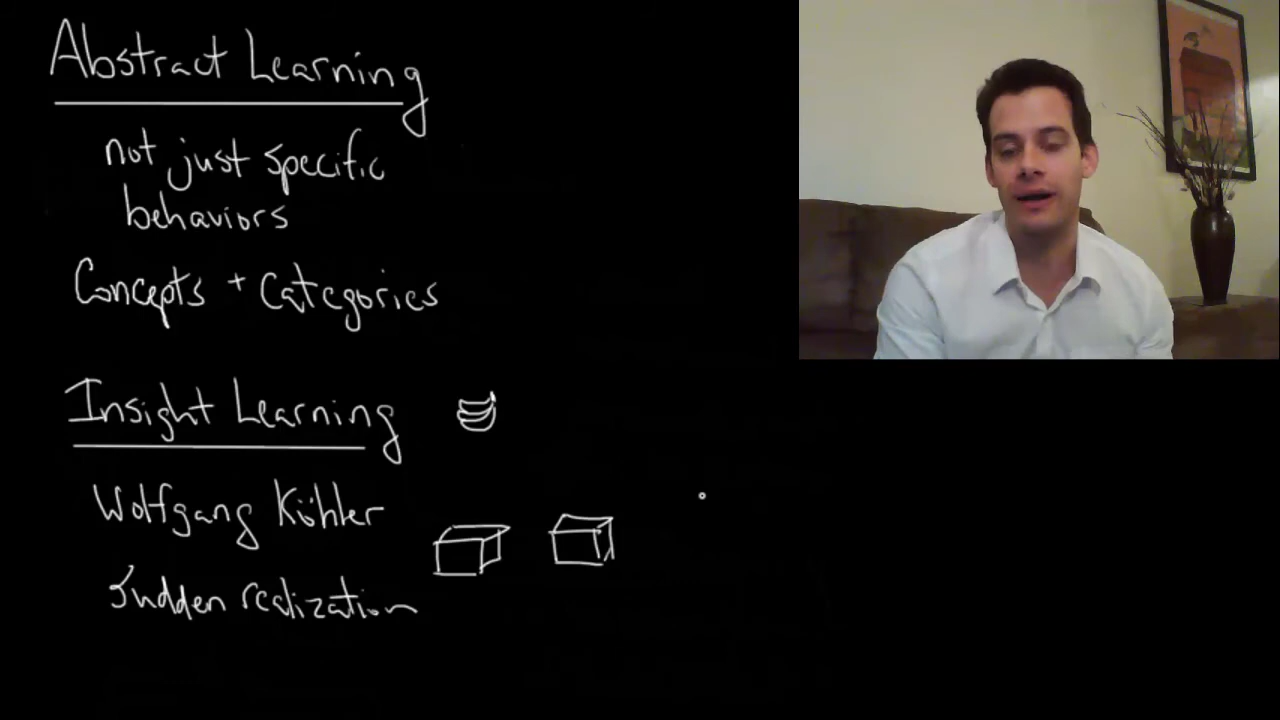 Abstract Learning
not just specific
behaviors
Concepts + Categories
Insight Learning
Wolfgang Köhler
Sudden realization